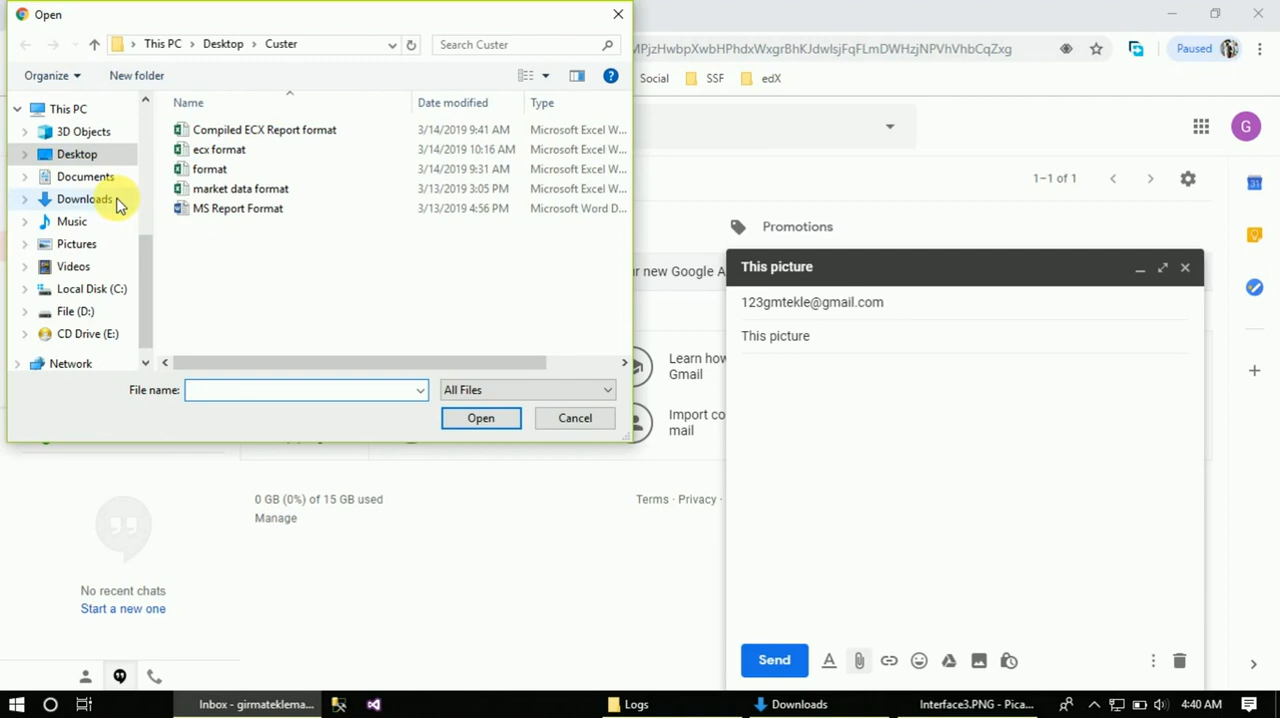 Open
This PC
Desktop
Custer
Search Custer
MPjzHwbpXwbHPhdxWxgrBhKJdwlsjFqFLmDWHzjNPVhVhbCqZxg
Paused
Organize
New folder
Social
SSF
edX
This PC
3D Objects
Desktop
Documents
Downloads
Music
Pictures
Videos
Local Disk (C:)
File (D:)
CD Drive (E:)
Network
Name
Date modified
Type
Compiled ECX Report format
3/14/2019 9:41 AM
Microsoft Excel W...
ecx format
3/14/2019 10:16 AM
Microsoft Excel W...
format
3/14/2019 9:31 AM
Microsoft Excel W...
market data format
3/13/2019 3:05 PM
Microsoft Excel W...
MS Report Format
3/13/2019 4:56 PM
Microsoft Word D...
File name:
All Files
Open
Cancel
G
1–1 of 1
31
Promotions
ur new Google A
Learn how
Gmail
Import co
mail
This picture
123gmtekle@gmail.com
This picture
Send
0 GB (0%) of 15 GB used
Manage
Terms · Privacy ·
No recent chats
Start a new one
Inbox - girmateklema...
Logs
Downloads
Interface3.PNG - Pica...
4:40 AM